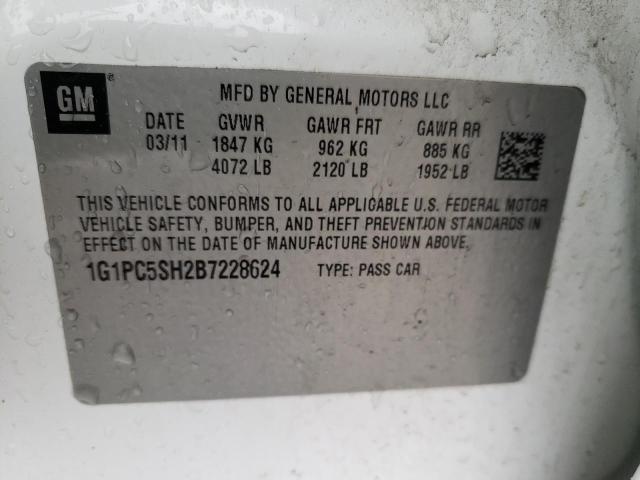 GM ®
MFD BY GENERAL MOTORS LLC
DATE GVWR GAWR FRT GAWR RR
03/11 1847 KG 962 KG 885 KG
4072 LB 2120 LB 1952 LB
THIS VEHICLE CONFORMS TO ALL APPLICABLE U.S. FEDERAL MOTOR
VEHICLE SAFETY, BUMPER, AND THEFT PREVENTION STANDARDS IN
EFFECT ON THE DATE OF MANUFACTURE SHOWN ABOVE.
1G1PC5SH2B7228624 TYPE: PASS CAR